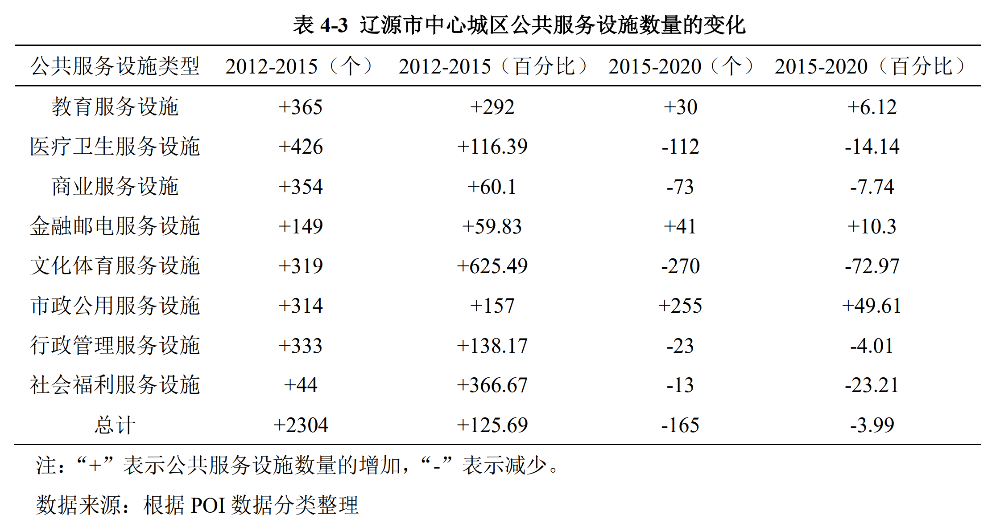 表 4-3 辽源市中心城区公共服务设施数量的变化
公共服务设施类型 2012-2015（个） 2012-2015（百分比） 2015-2020（个） 2015-2020（百分比）
教育服务设施 +365 +292 +30 +6.12
医疗卫生服务设施 +426 +116.39 -112 -14.14
商业服务设施 +354 +60.1 -73 -7.74
金融邮电服务设施 +149 +59.83 +41 +10.3
文化体育服务设施 +319 +625.49 -270 -72.97
市政公用服务设施 +314 +157 +255 +49.61
行政管理服务设施 +333 +138.17 -23 -4.01
社会福利服务设施 +44 +366.67 -13 -23.21
总计 +2304 +125.69 -165 -3.99
注：“+”表示公共服务设施数量的增加，“-”表示减少。
数据来源：根据 POI 数据分类整理